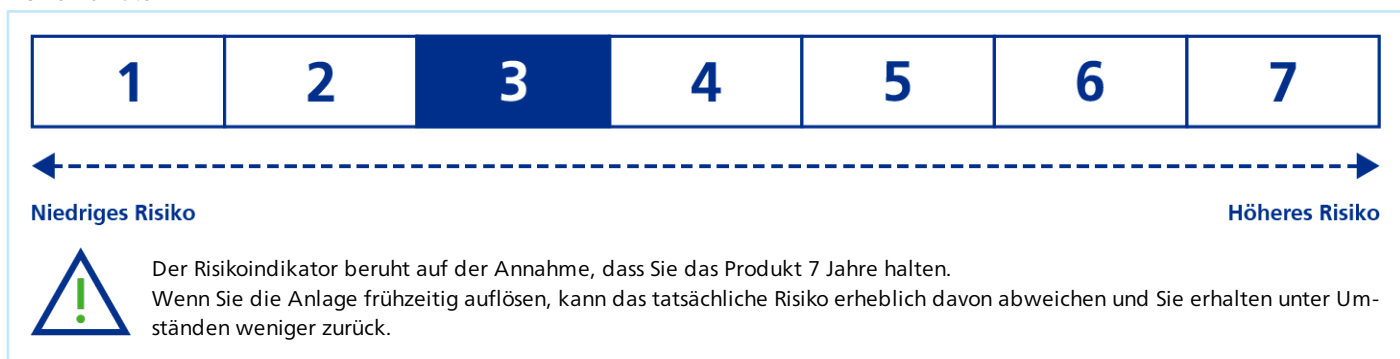 1 2 3 4 5 6 7
Niedriges Risiko Höheres Risiko
Der Risikoindikator beruht auf der Annahme, dass Sie das Produkt 7 Jahre halten.
Wenn Sie die Anlage frühzeitig auflösen, kann das tatsächliche Risiko erheblich davon abweichen und Sie erhalten unter Um-
ständen weniger zurück.